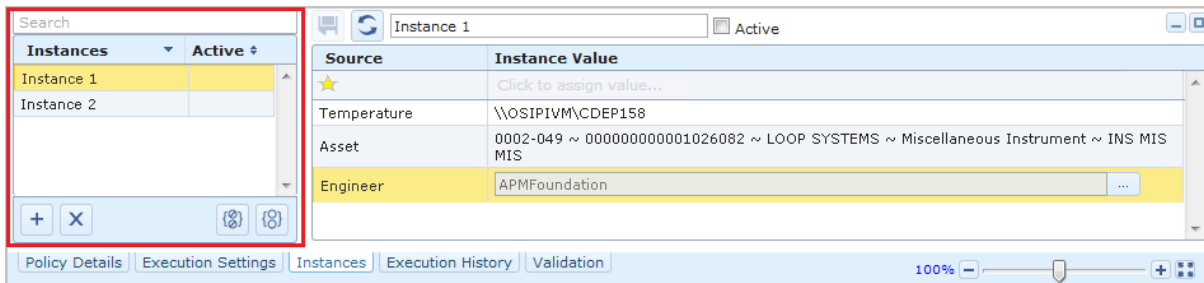 Search
Instances Active
Instance 1
Instance 2
Instance 1 Active
Source Instance Value
Click to assign value...
Temperature \\OSIPIVM\CDEP158
Asset 0002-049 ~ 000000000001026082 ~ LOOP SYSTEMS ~ Miscellaneous Instrument ~ INS MIS
MIS
Engineer APMFoundation ...
Policy Details Execution Settings Instances Execution History Validation 100%